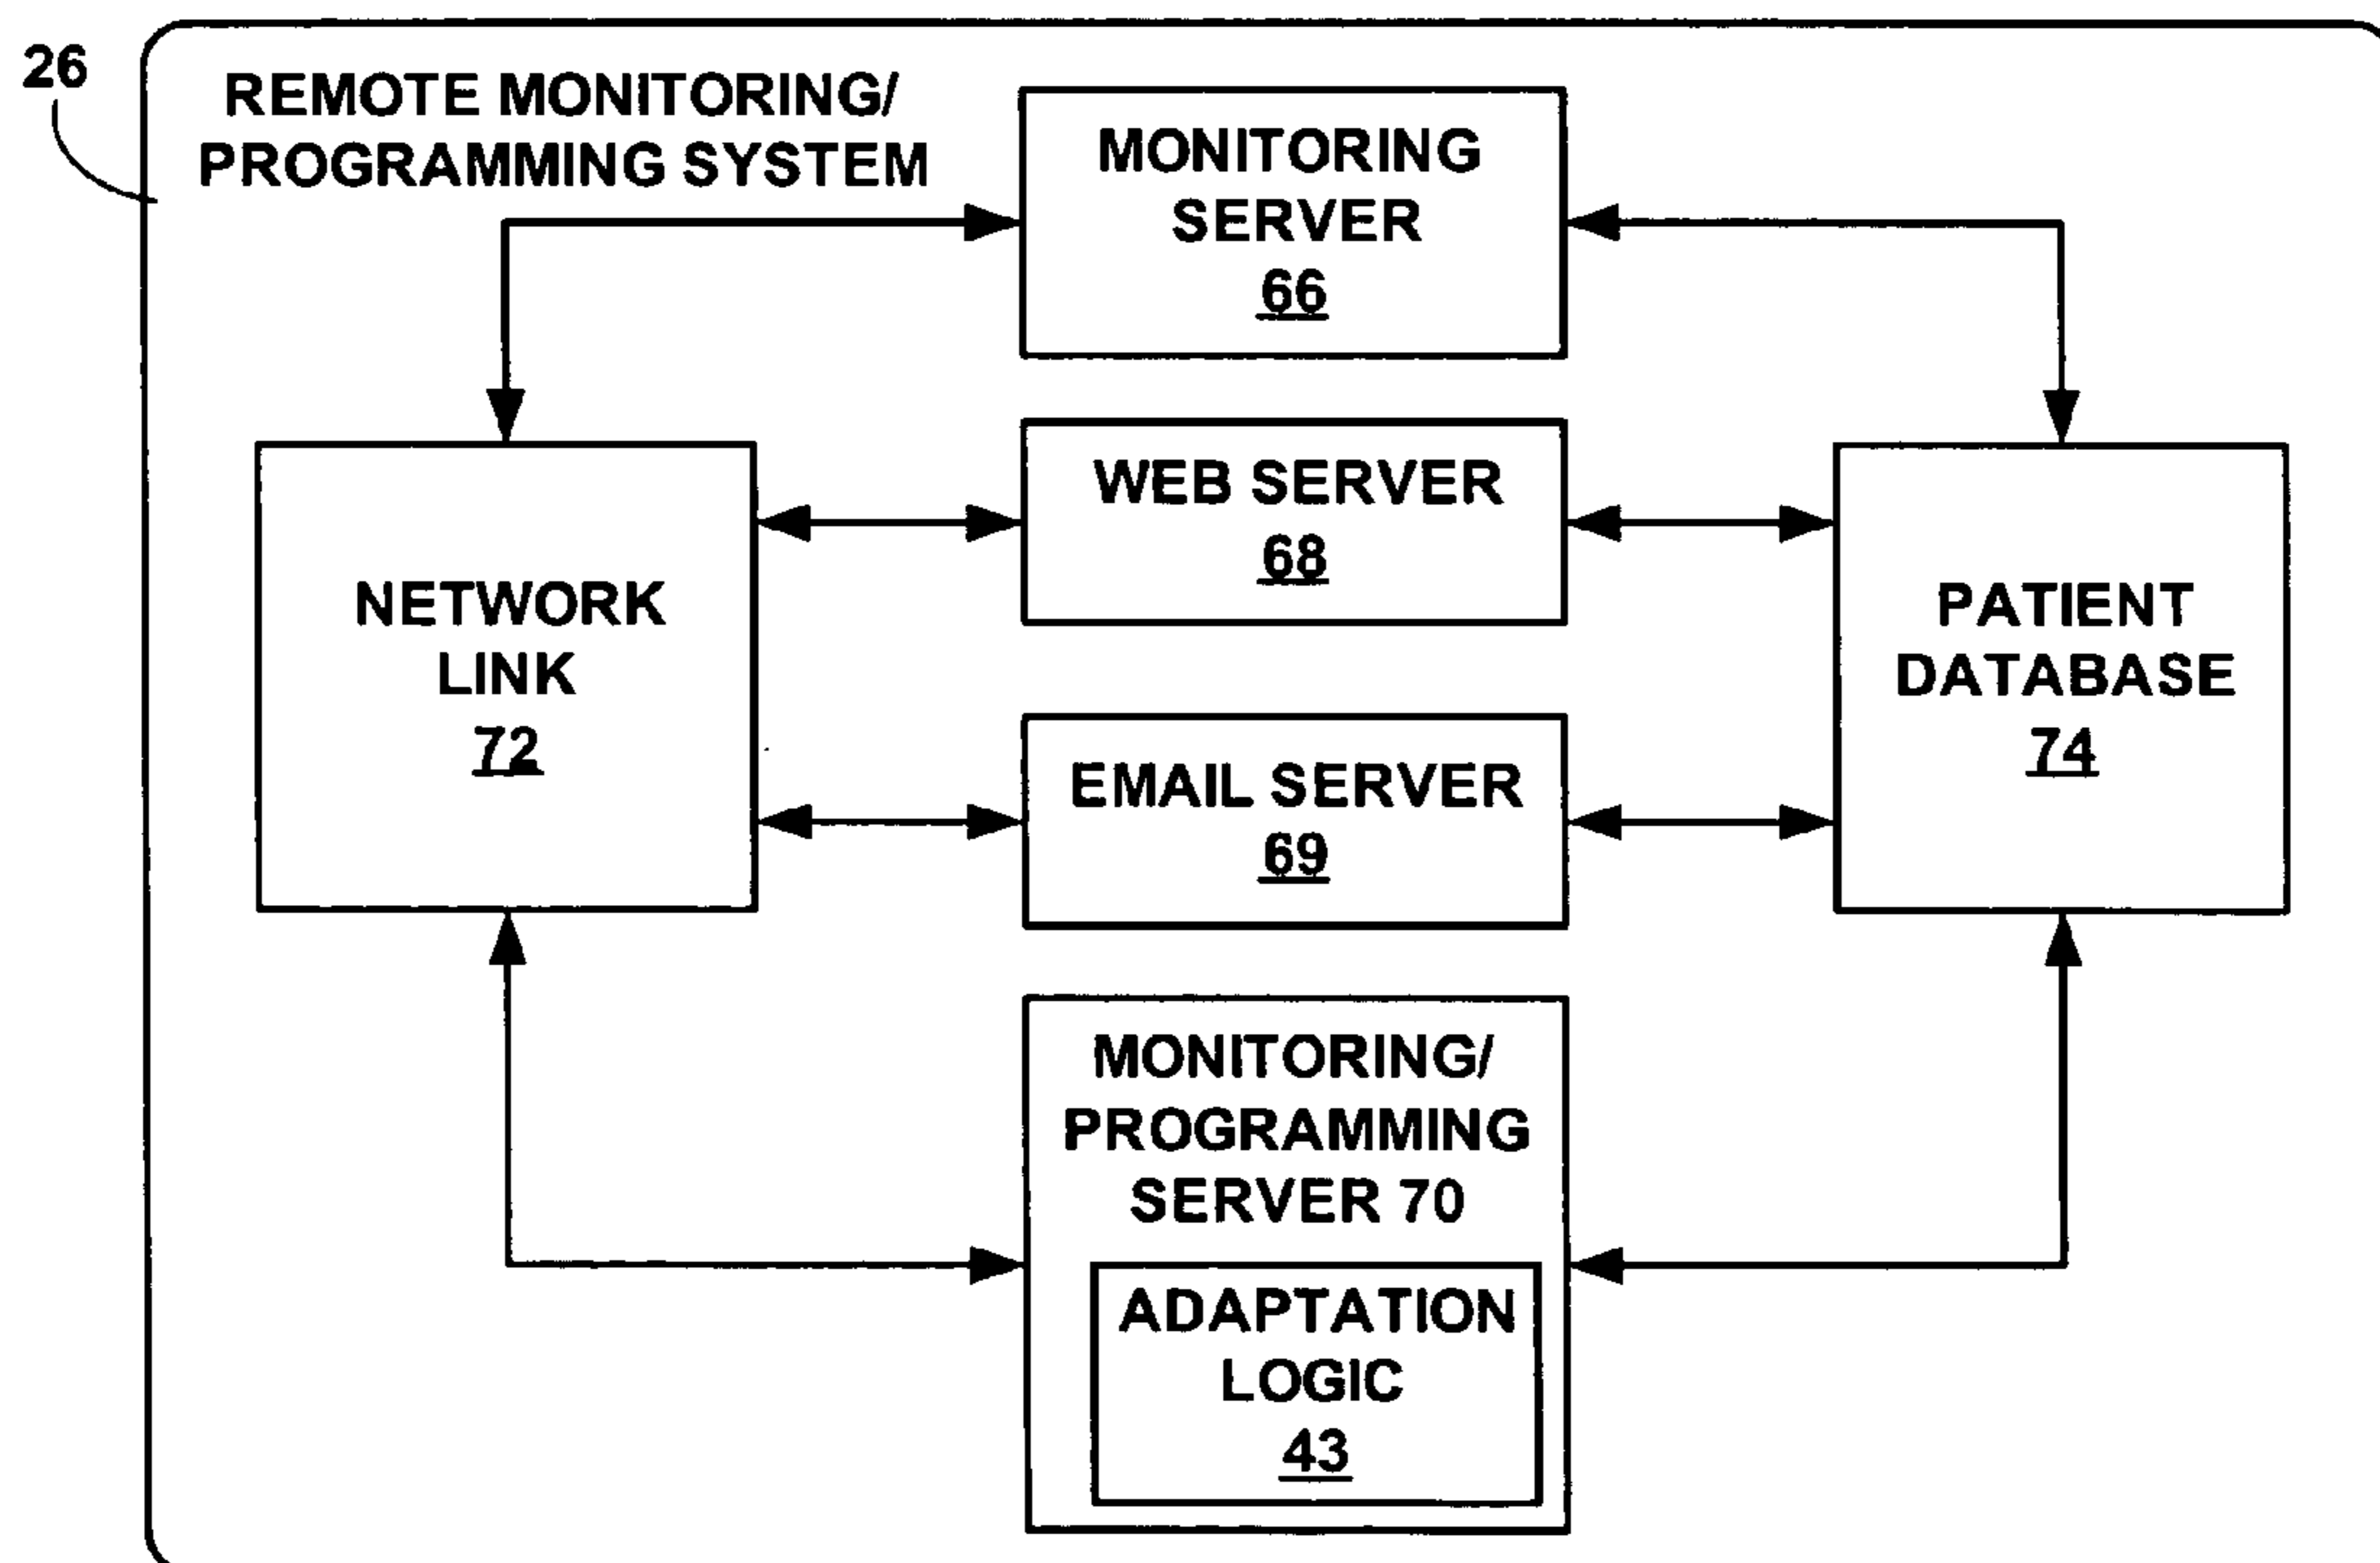 26
REMOTE MONITORING/
PROGRAMMING SYSTEM
MONITORING
SERVER
66
WEB SERVER
68
NETWORK
LINK
72
PATIENT
DATABASE
74
EMAIL SERVER
69
MONITORING/
PROGRAMMING
SERVER 70
ADAPTATION
LOGIC
43